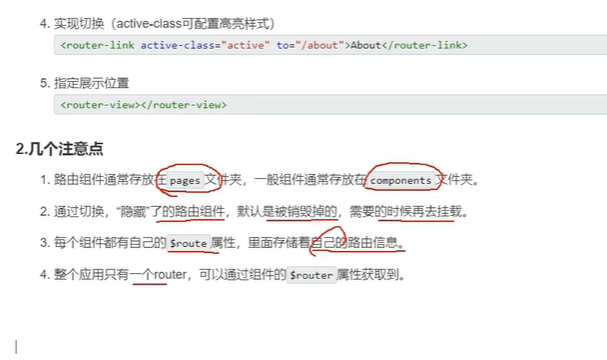 4. 实现切换（active-class可配置高亮样式）
<router-link active-class="active" to="/about">About</router-link>
5. 指定展示位置
<router-view></router-view>
2.几个注意点
1. 路由组件通常存放在 pages 文件夹，一般组件通常存放在 components 文件夹。
2. 通过切换，“隐藏”了的路由组件，默认是被销毁掉的，需要的时候再去挂载。
3. 每个组件都有自己的 $route 属性，里面存储着自己的路由信息。
4. 整个应用只有一个router，可以通过组件的 $router 属性获取到。